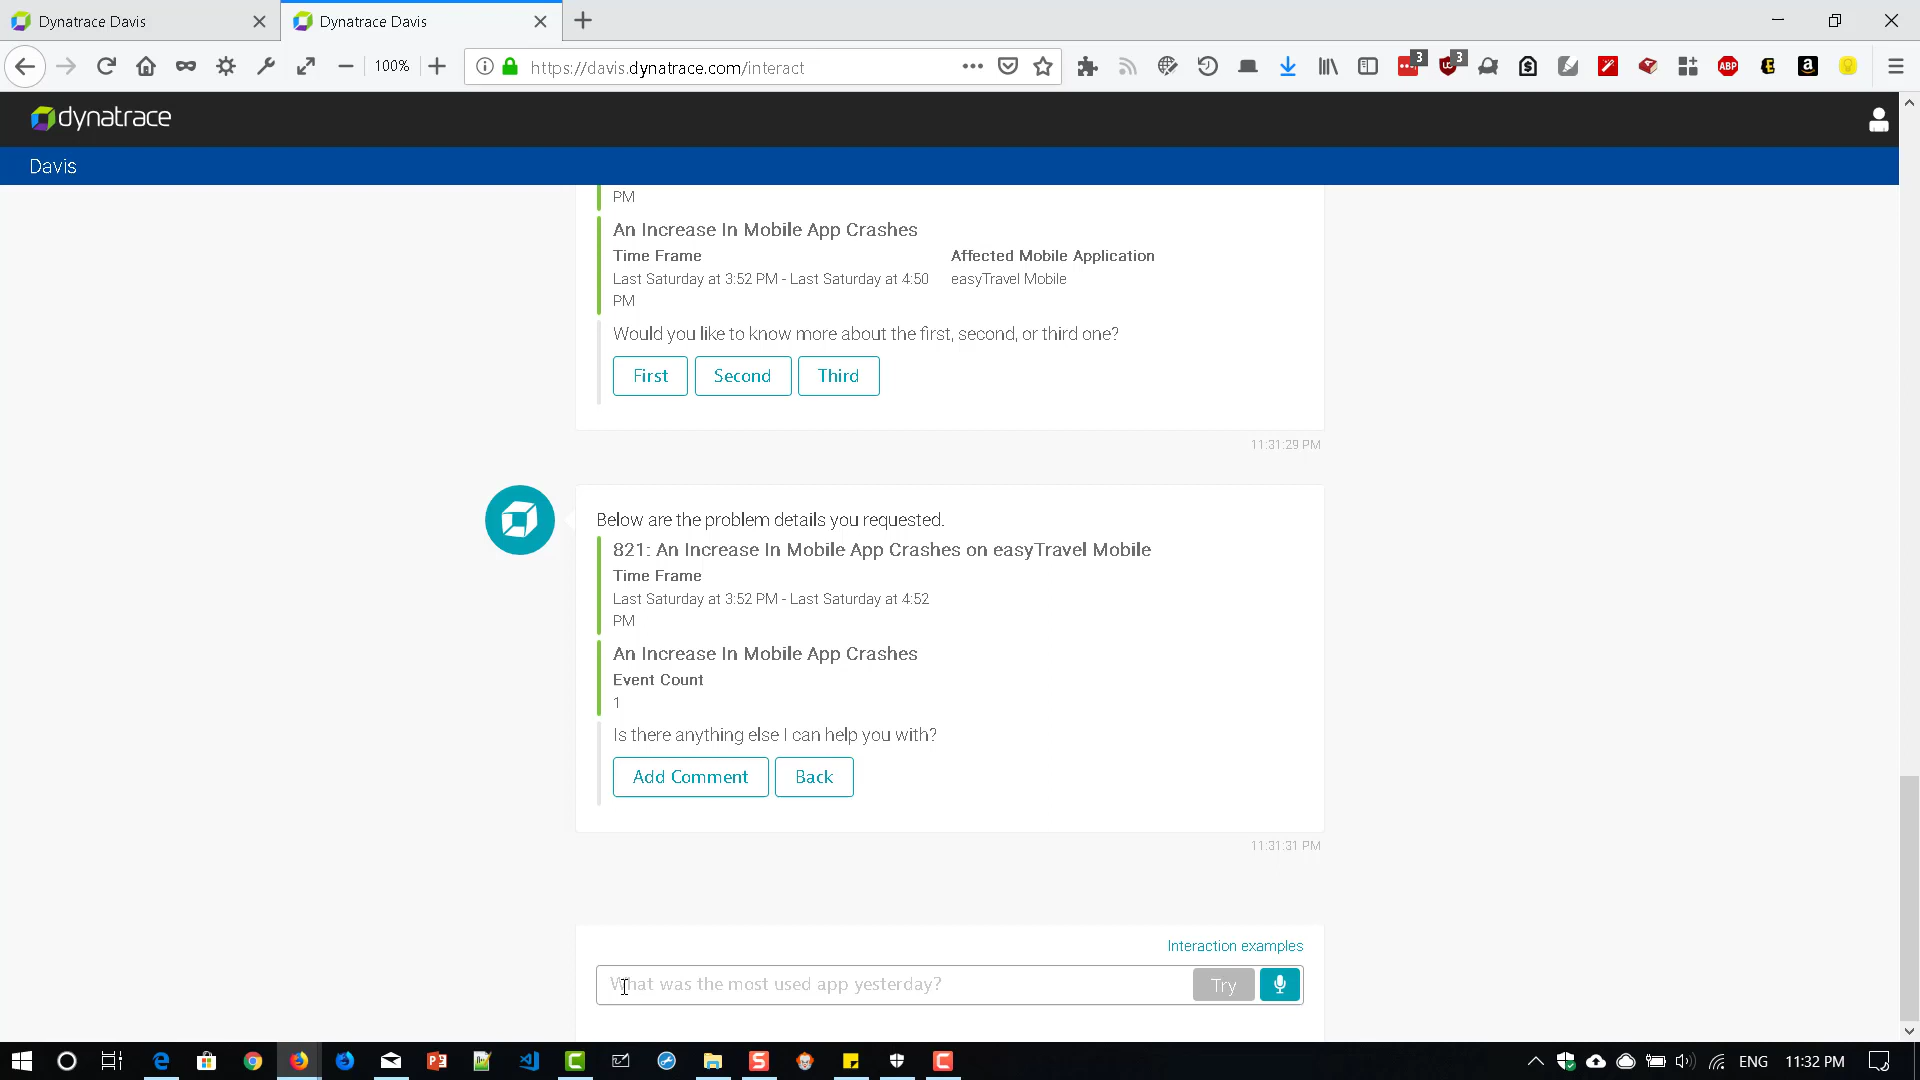 Dynatrace Davis
Dynatrace Davis
100%
https://davis.dynatrace.com/interact
3
3
ABP
dynatrace
Davis
PM
An Increase In Mobile App Crashes
Time Frame
Affected Mobile Application
Last Saturday at 3:52 PM - Last Saturday at 4:50
easyTravel Mobile
PM
Would you like to know more about the first, second, or third one?
First
Second
Third
11:31:29 PM
Below are the problem details you requested.
821: An Increase In Mobile App Crashes on easyTravel Mobile
Time Frame
Last Saturday at 3:52 PM - Last Saturday at 4:52
PM
An Increase In Mobile App Crashes
Event Count
1
Is there anything else I can help you with?
Add Comment
Back
11:31:31 PM
Interaction examples
What was the most used app yesterday?
Try
ENG
11:32 PM